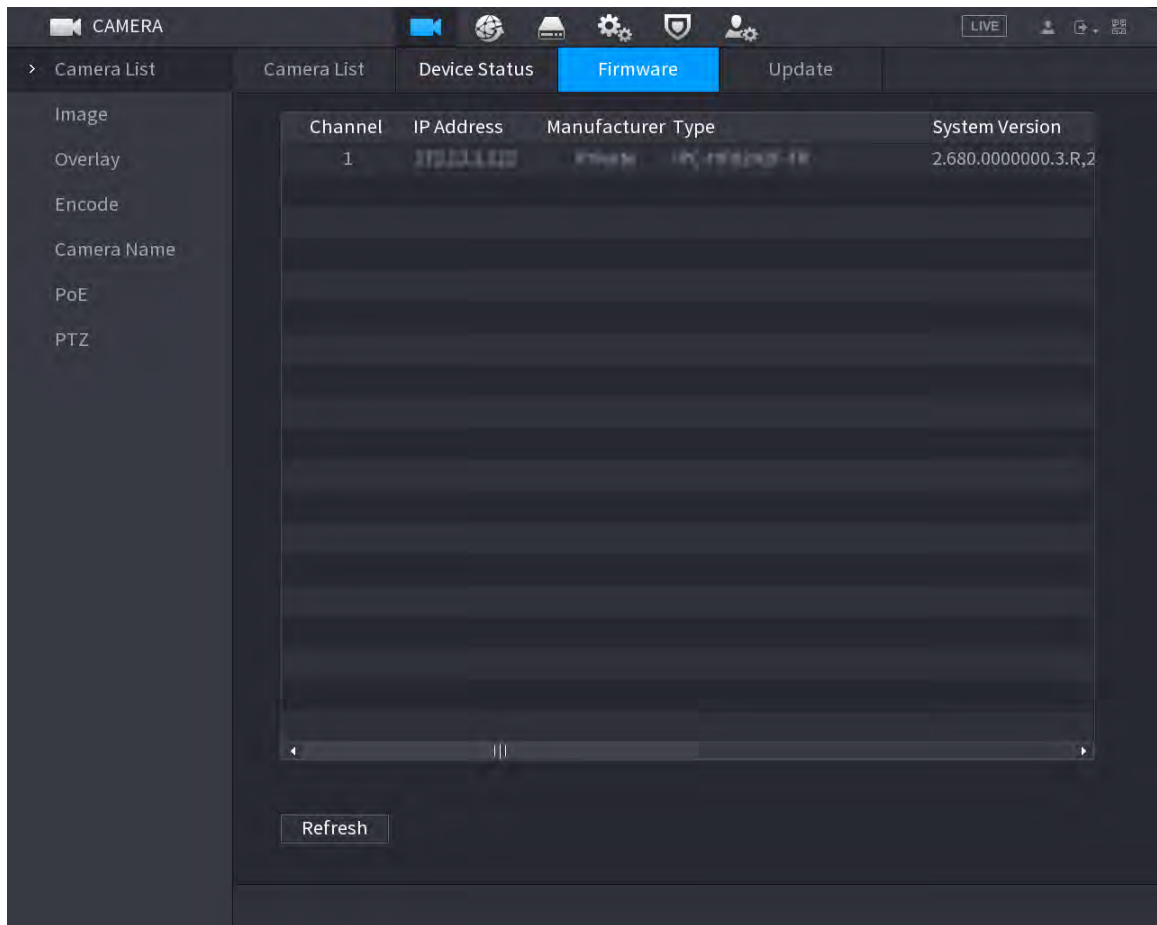 CAMERA
LIVE
Camera List
Camera List Device Status Firmware Update
Image
Overlay
Encode
Camera Name
PoE
PTZ
Channel IP Address Manufacturer Type System Version
1 2.680.0000000.3.R,2
Refresh